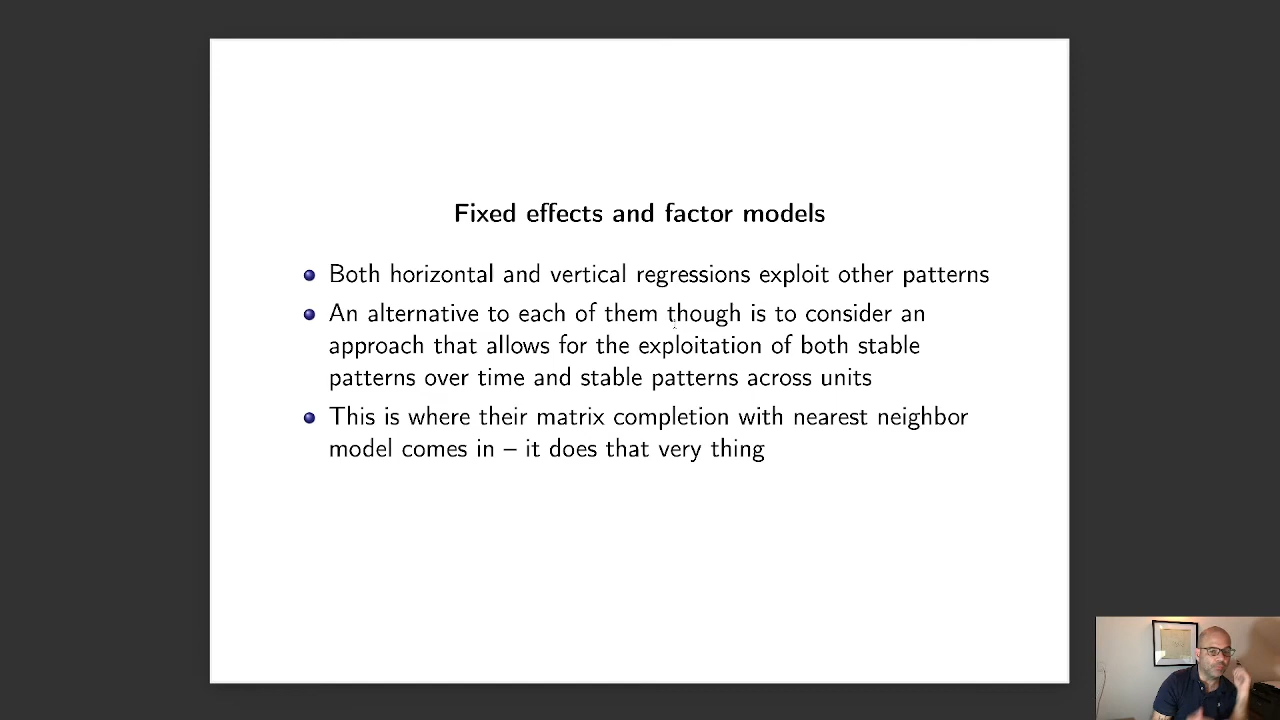 Fixed effects and factor models
Both horizontal and vertical regressions exploit other patterns
An alternative to each of them though is to consider an
approach that allows for the exploitation of both stable
patterns over time and stable patterns across units
This is where their matrix completion with nearest neighbor
model comes in – it does that very thing